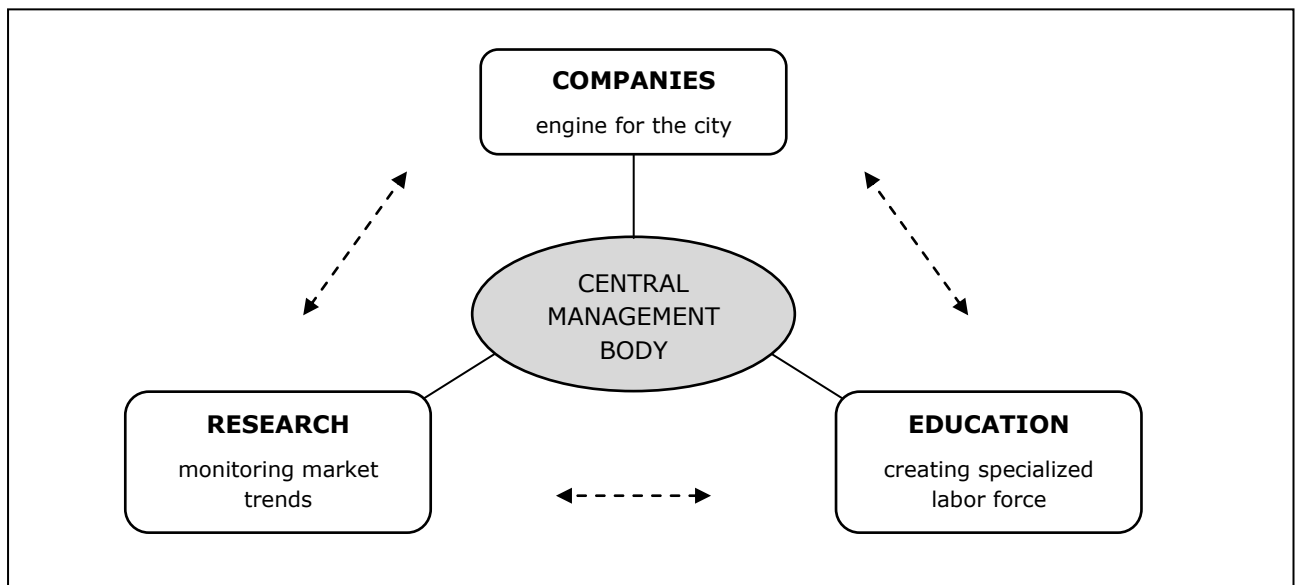 COMPANIES
engine for the city
CENTRAL
MANAGEMENT
BODY
RESEARCH
monitoring market
trends
EDUCATION
creating specialized
labor force